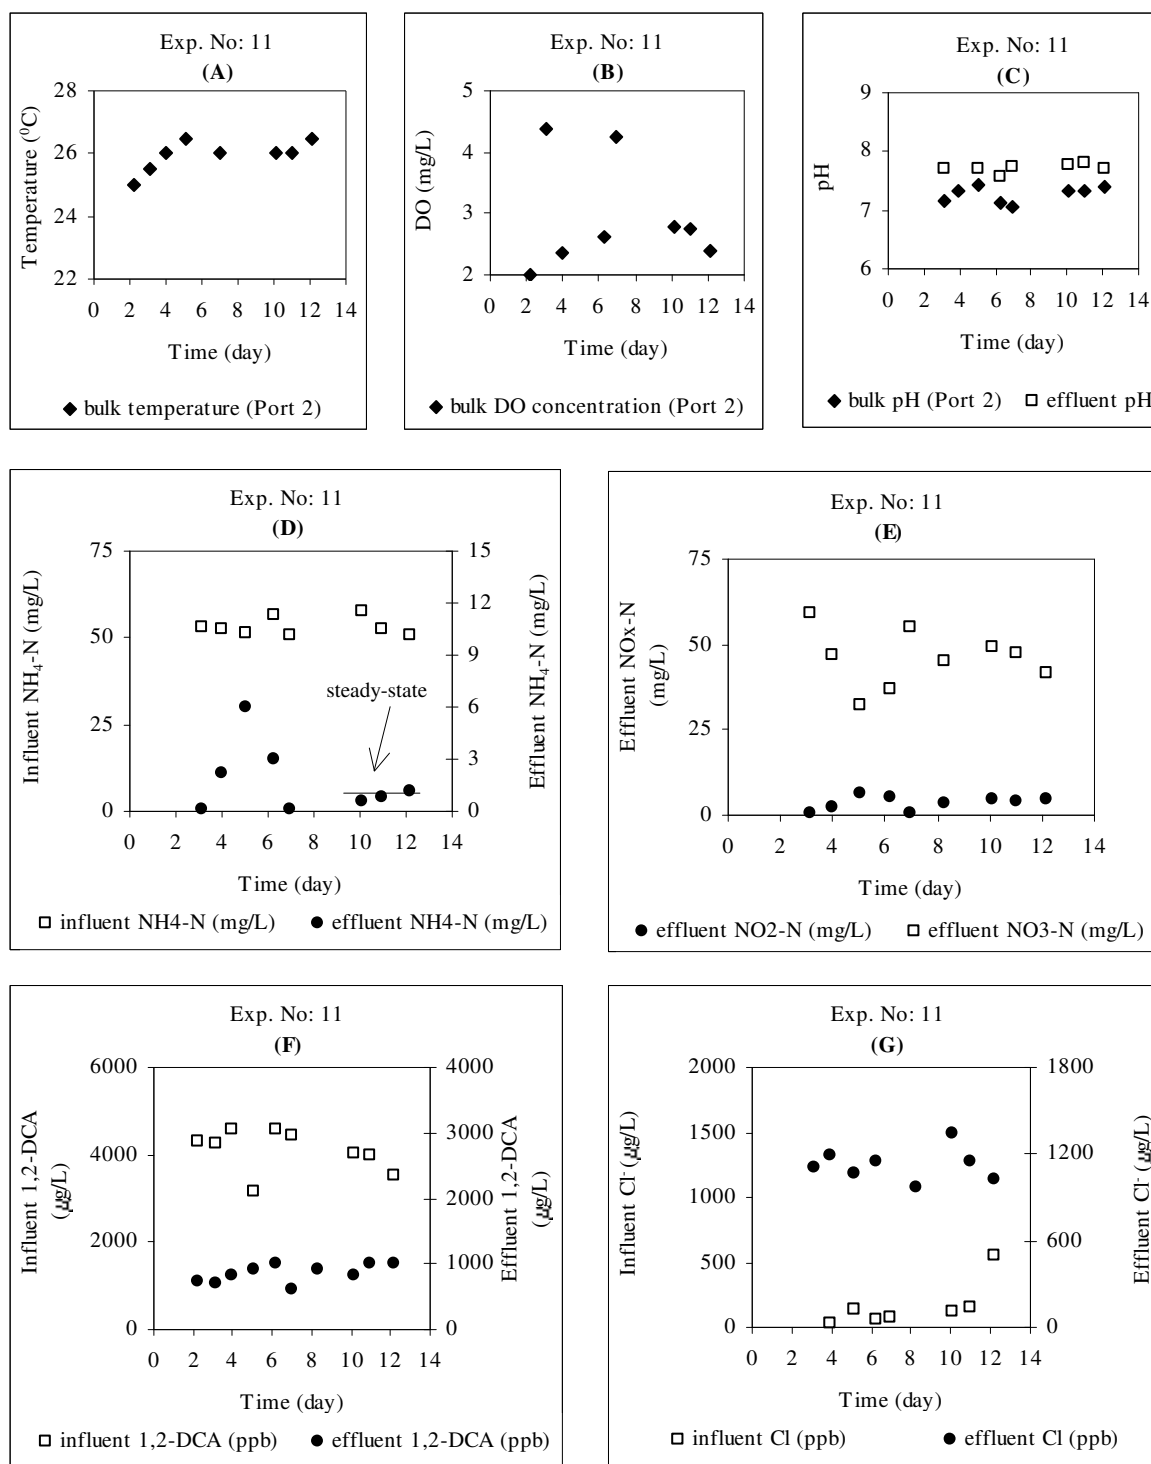 Exp. No: 11
(A)
Temperature (⁰C)
28
26
24
22
0 2 4 6 8 10 12 14
Time (day)
◆ bulk temperature (Port 2)
Exp. No: 11
(B)
DO (mg/L)
5
4
3
2
0 2 4 6 8 10 12 14
Time (day)
◆ bulk DO concentration (Port 2)
Exp. No: 11
(C)
pH
9
8
7
6
0 2 4 6 8 10 12 14
Time (day)
◆ bulk pH (Port 2) □ effluent pH
Exp. No: 11
(D)
Influent NH₄-N (mg/L)
75
50
25
0
steady-state
15
12
9
6
3
0
Effluent NH₄-N (mg/L)
0 2 4 6 8 10 12 14
Time (day)
□ influent NH4-N (mg/L) ● effluent NH4-N (mg/L)
Exp. No: 11
(E)
Effluent NOx-N
(mg/L)
75
50
25
0
0 2 4 6 8 10 12 14
Time (day)
● effluent NO2-N (mg/L) □ effluent NO3-N (mg/L)
Exp. No: 11
(F)
Influent 1,2-DCA
(µg/L)
6000
4000
2000
0
4000
3000
2000
1000
0
Effluent 1,2-DCA
(µg/L)
0 2 4 6 8 10 12 14
Time (day)
□ influent 1,2-DCA (ppb) ● effluent 1,2-DCA (ppb)
Exp. No: 11
(G)
Influent Cl⁻ (µg/L)
2000
1500
1000
500
0
1800
1200
600
0
Effluent Cl⁻ (µg/L)
0 2 4 6 8 10 12 14
Time (day)
□ influent Cl (ppb) ● effluent Cl (ppb)